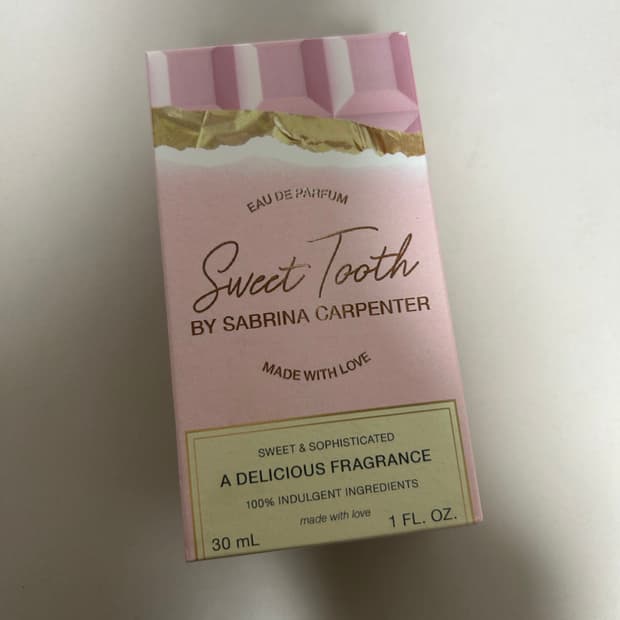 EAU DE PARFUM
Sweet Tooth
BY SABRINA CARPENTER
MADE WITH LOVE
SWEET & SOPHISTICATED
A DELICIOUS FRAGRANCE
100% INDULGENT INGREDIENTS
made with love
30 mL 1 FL. OZ.